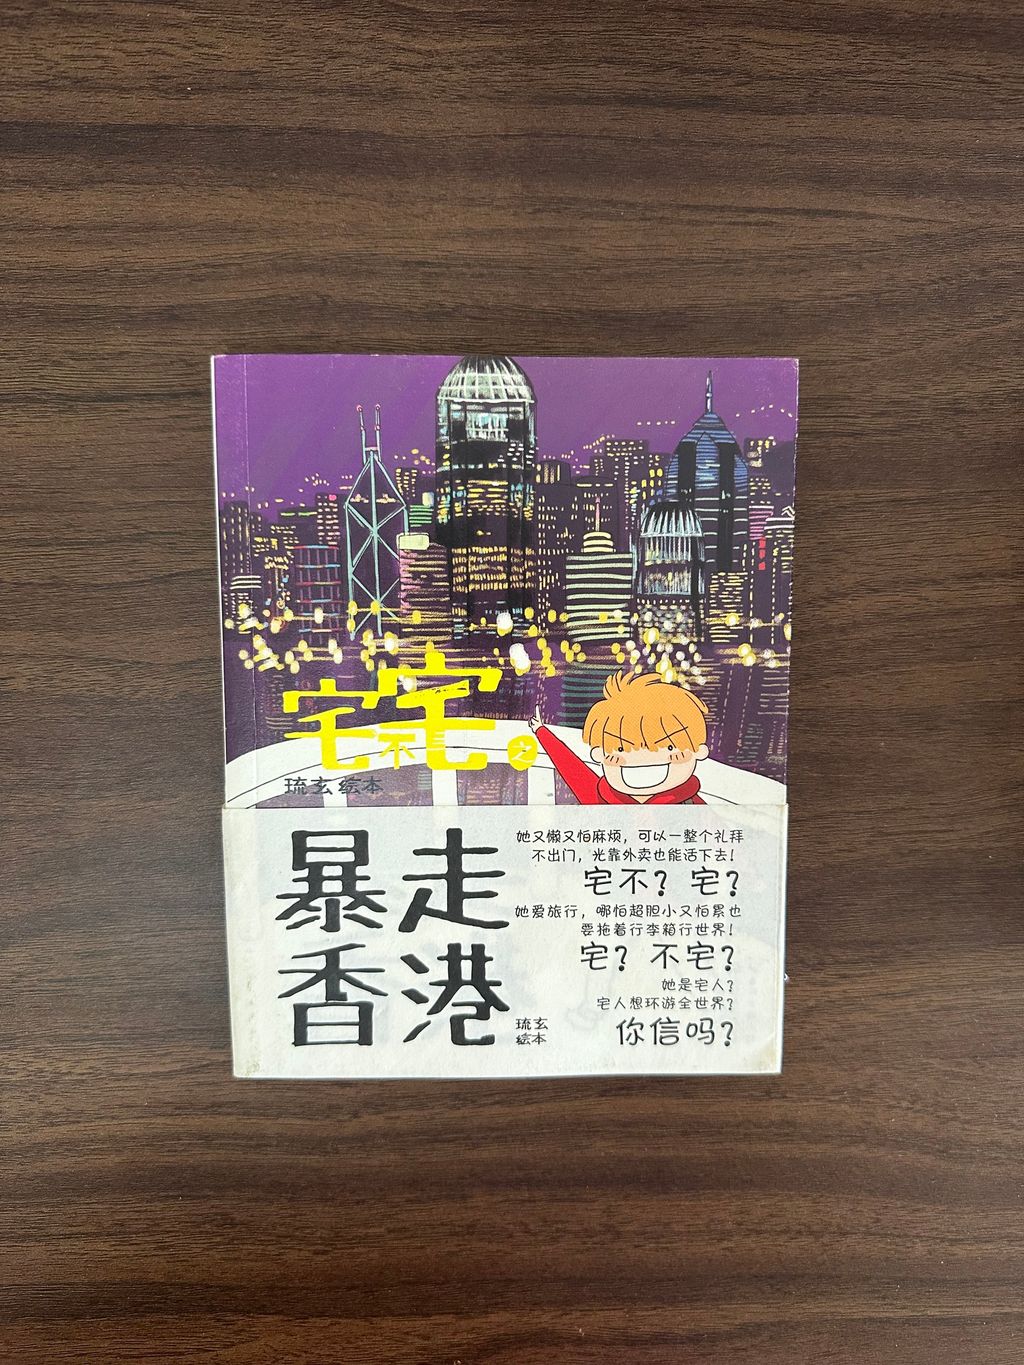 宅不宅之
琉玄绘本
暴走
香港
琉玄
绘本
她又懒又怕麻烦，可以一整个礼拜
不出门，光靠外卖也能活下去！
宅不？宅？
她爱旅行，哪怕超胆小又怕累也
要拖着行李箱行世界！
宅？不宅？
她是宅人？
宅人想环游全世界？
你信吗？